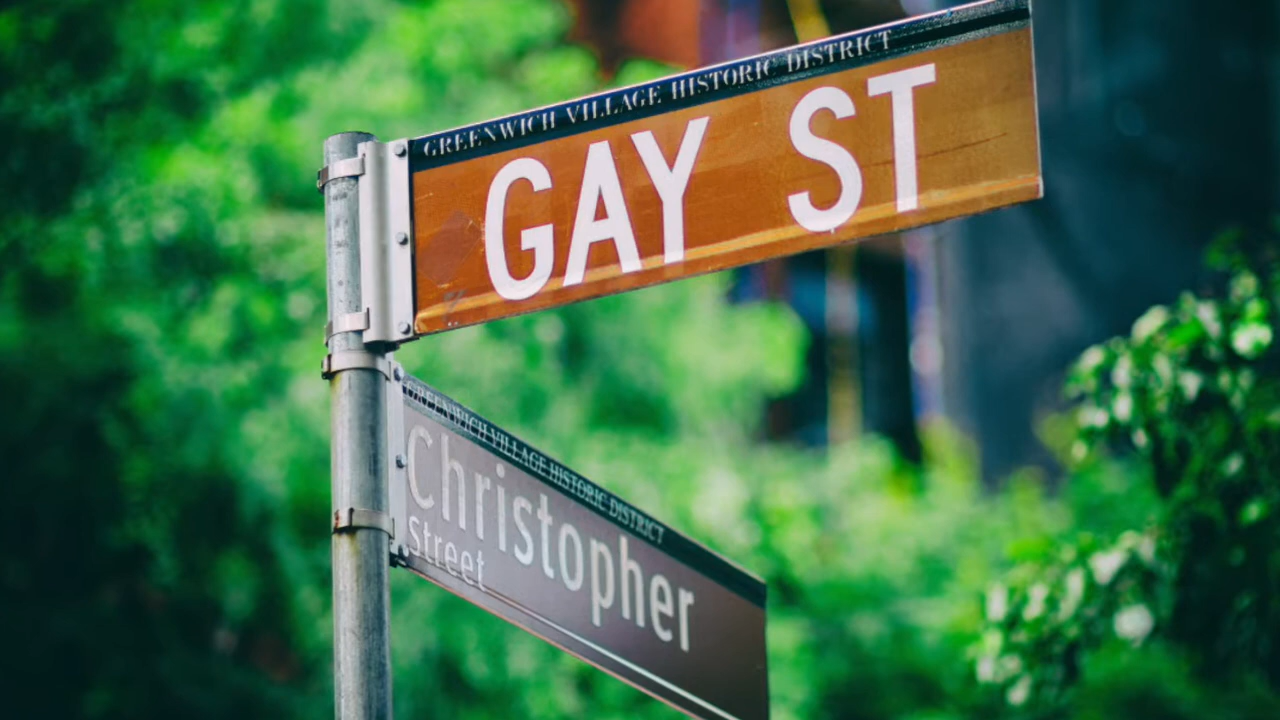 GREENWICH VILLAGE HISTORIC DISTRICT
GAY ST
GREENWICH VILLAGE HISTORIC DISTRICT
Christopher
Street